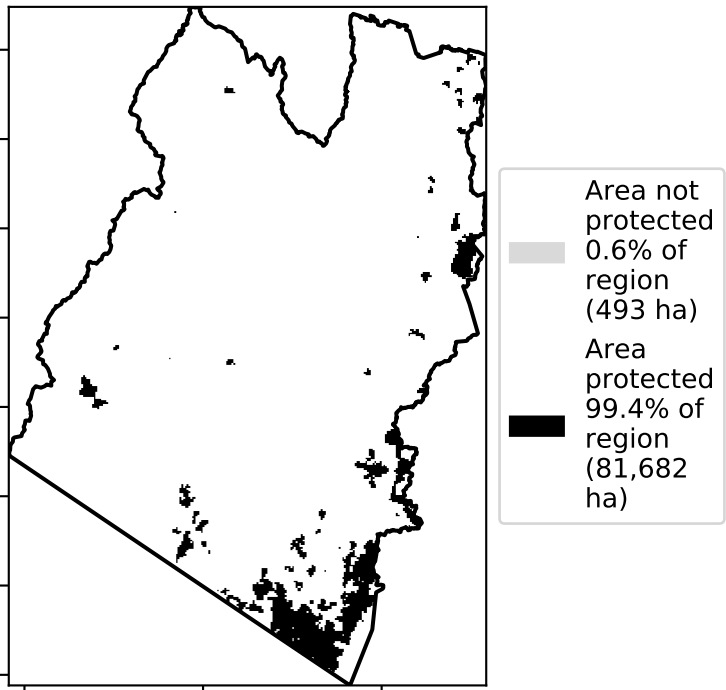 Area not
protected
0.6% of
region
(493 ha)
Area
protected
99.4% of
region
(81,682
ha)